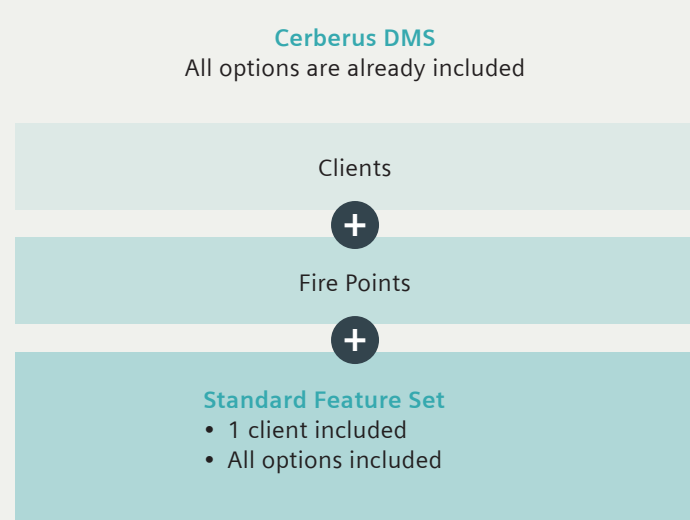 Cerberus DMS
All options are already included
Clients
+
Fire Points
+
Standard Feature Set
• 1 client included
• All options included